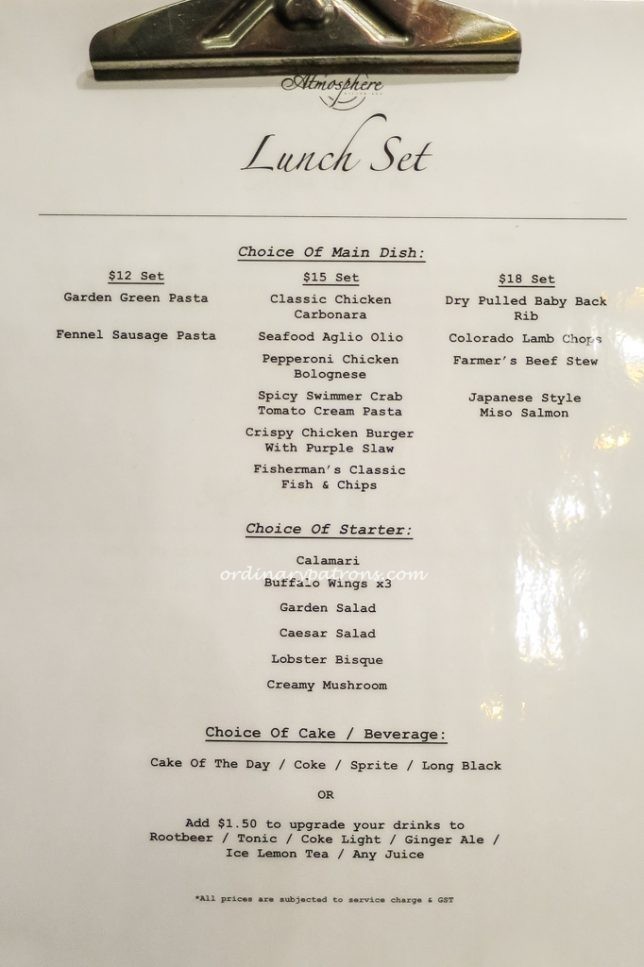 Atmosphere
Lunch Set
Choice Of Main Dish:
$12 Set
Garden Green Pasta
Fennel Sausage Pasta
$15 Set
Classic Chicken
Carbonara
Seafood Aglio Olio
Pepperoni Chicken
Bolognese
Spicy Swimmer Crab
Tomato Cream Pasta
Crispy Chicken Burger
With Purple Slaw
Fisherman's Classic
Fish & Chips
$18 Set
Dry Pulled Baby Back
Rib
Colorado Lamb Chops
Farmer's Beef Stew
Japanese Style
Miso Salmon
Choice Of Starter:
Calamari
ordinarypatrons.com
Buffalo Wings x3
Garden Salad
Caesar Salad
Lobster Bisque
Creamy Mushroom
Choice Of Cake / Beverage:
Cake Of The Day / Coke / Sprite / Long Black
OR
Add $1.50 to upgrade your drinks to
Rootbeer / Tonic / Coke Light / Ginger Ale /
Ice Lemon Tea / Any Juice
*All prices are subjected to service charge & GST